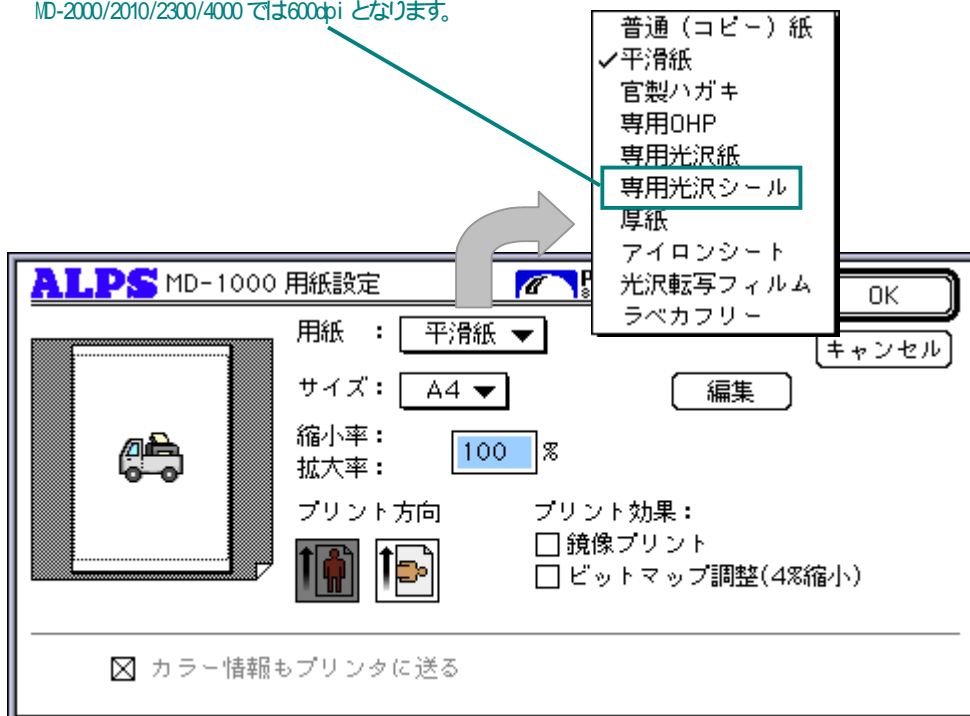 MD-2000/2010/2300/4000 では600dpi となります。
普通（コピー）紙
✓平滑紙
官製ハガキ
専用OHP
専用光沢紙
専用光沢シール
厚紙
アイロンシート
光沢転写フィルム
ラベカフリー
ALPS MD-1000 用紙設定
OK
キャンセル
用紙 ： 平滑紙 ▼
サイズ： A4 ▼
編集
縮小率：
拡大率： 100 %
プリント方向
プリント効果：
鏡像プリント
ビットマップ調整(4%縮小)
カラー情報もプリンタに送る